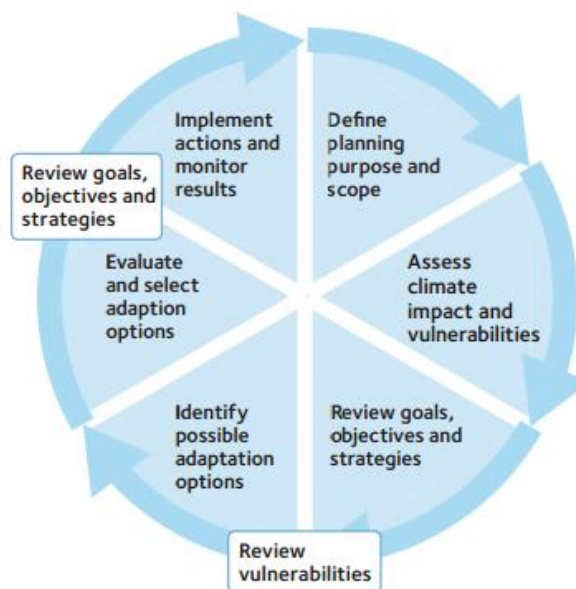 Implement
actions and
monitor
results
Define
planning
purpose and
scope
Review goals,
objectives and
strategies
Evaluate
and select
adaption
options
Assess
climate
impact and
vulnerabilities
Identify
possible
adaptation
options
Review goals,
objectives and
strategies
Review
vulnerabilities